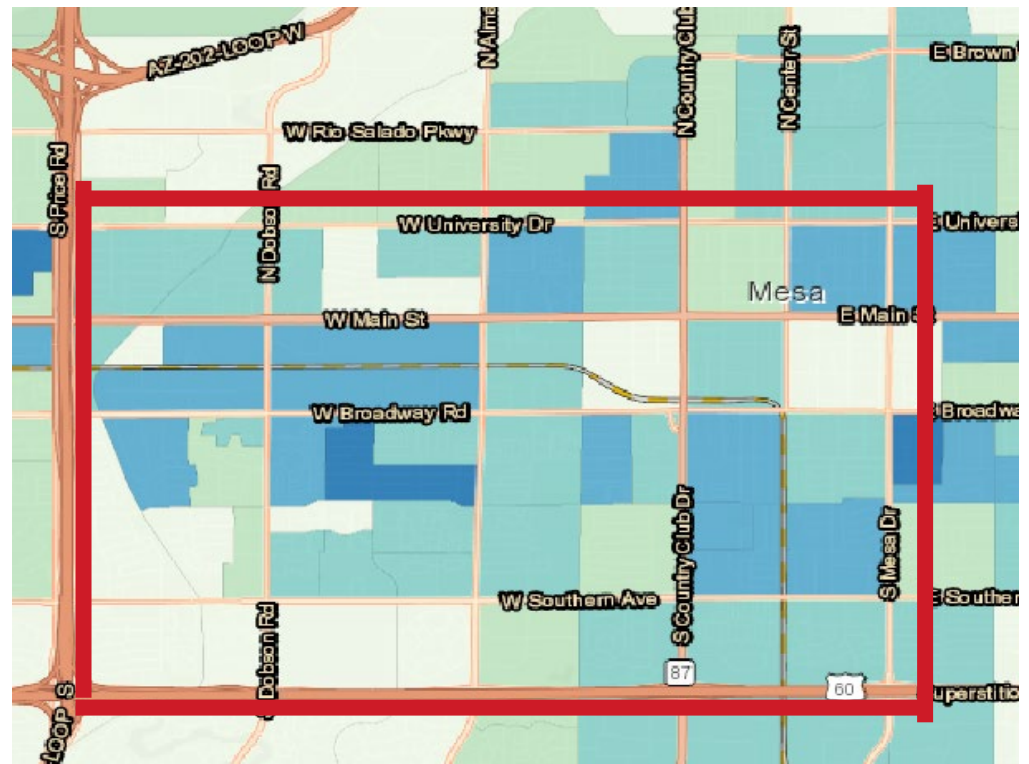 AZ-202-LOOP W
N Alma
N Country Club
N Center St
E Brown
W Rio Salado Pkwy
S Price Rd
N Dobson Rd
W University Dr
E Univers
Mesa
W Main St
E Main St
W Broadway Rd
E Broadwa
S Country Club Dr
S Mesa Dr
W Southern Ave
E Souther
Dobson Rd
87
60
uperstitio
LOOP S